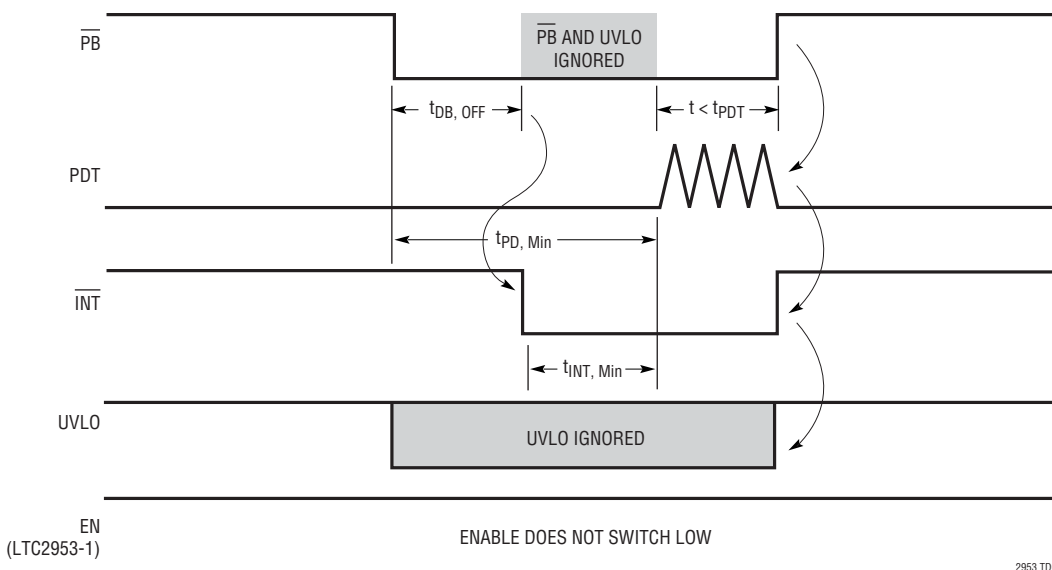 PB
PB AND UVLO
IGNORED
tDB, OFF
t < tPDT
PDT
tPD, Min
INT
tINT, Min
UVLO
UVLO IGNORED
EN
(LTC2953-1)
ENABLE DOES NOT SWITCH LOW
2953 TD